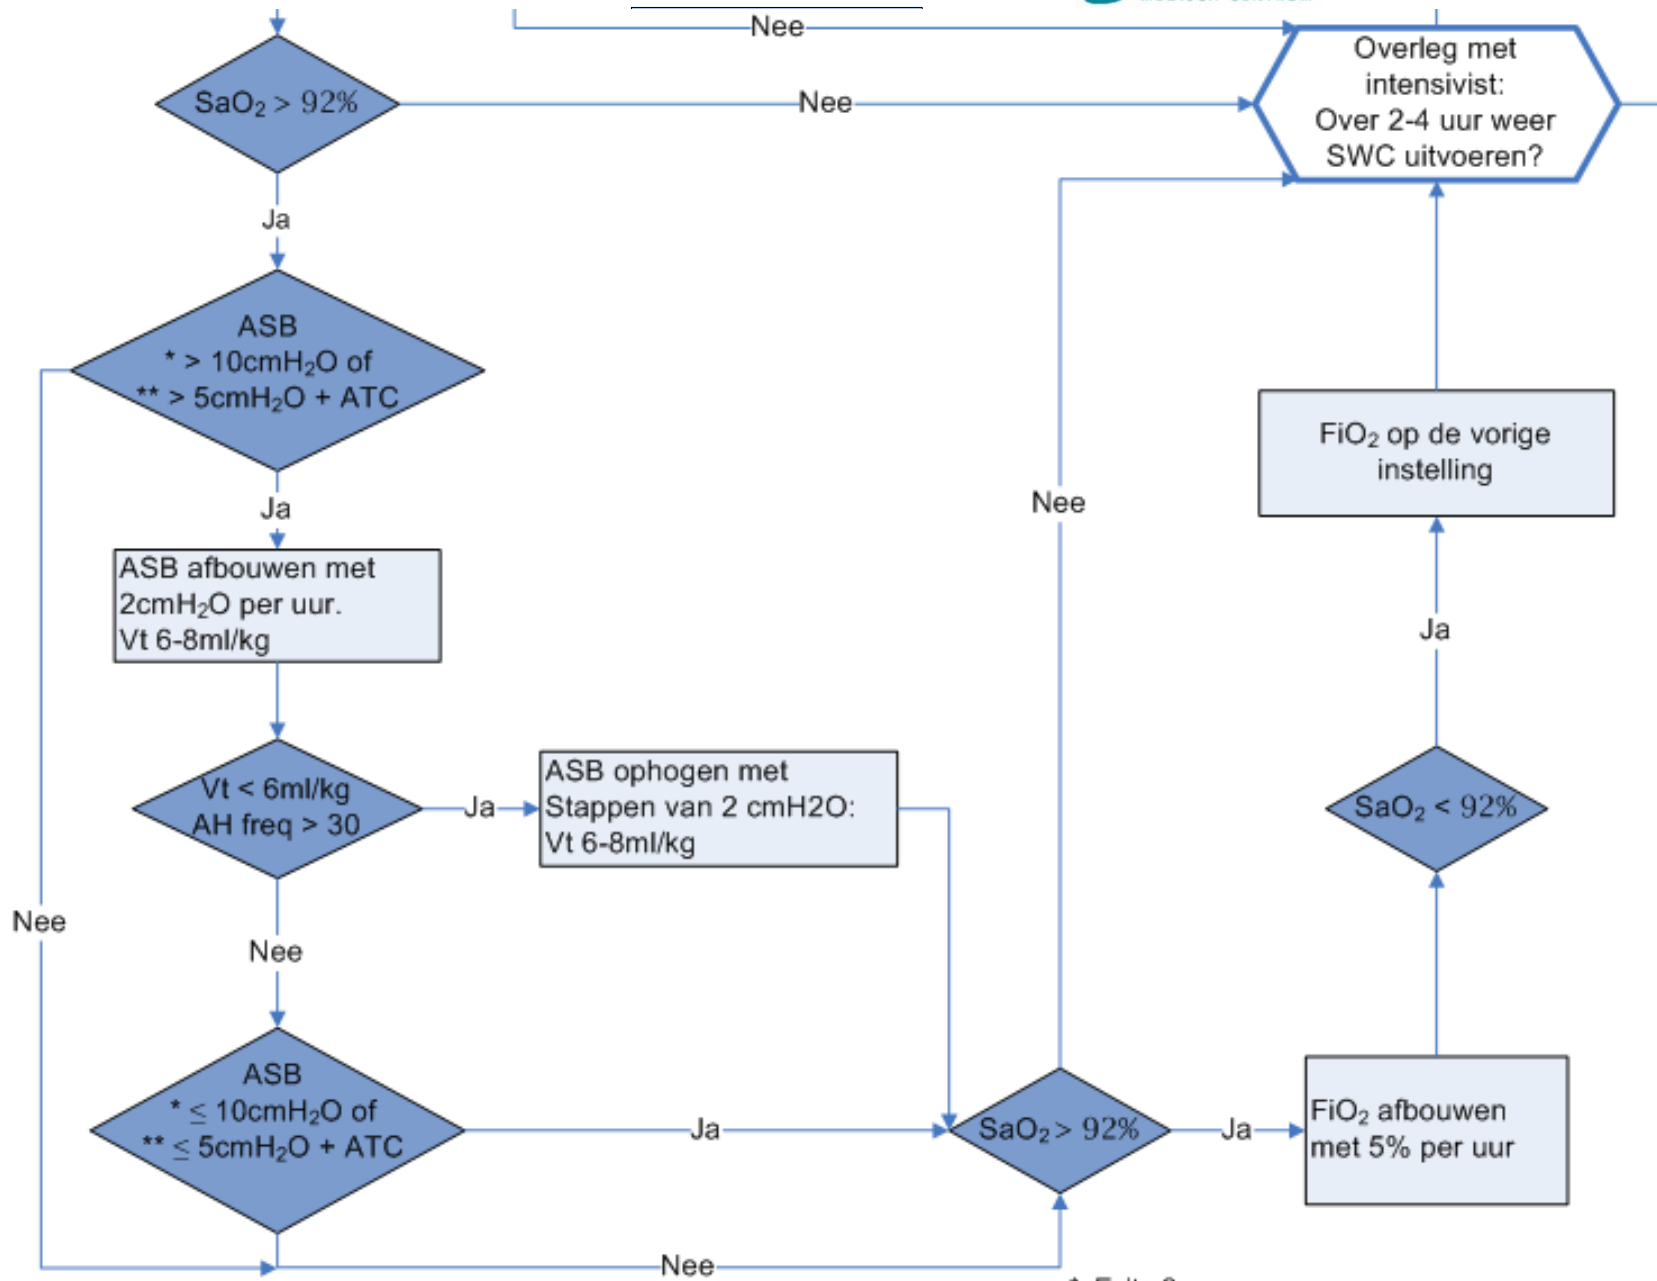 Nee
Overleg met
intensivist:
Over 2-4 uur weer
SWC uitvoeren?
SaO₂ > 92%
Nee
Ja
ASB
* > 10cmH₂O of
** > 5cmH₂O + ATC
FiO₂ op de vorige
instelling
Ja
Nee
ASB afbouwen met
2cmH₂O per uur.
Vt 6-8ml/kg
Ja
Vt < 6ml/kg
AH freq > 30
Ja
ASB ophogen met
Stappen van 2 cmH2O:
Vt 6-8ml/kg
SaO₂ < 92%
Nee
Nee
ASB
* ≤ 10cmH₂O of
** ≤ 5cmH₂O + ATC
Ja
SaO₂ > 92%
Ja
FiO₂ afbouwen
met 5% per uur
Nee